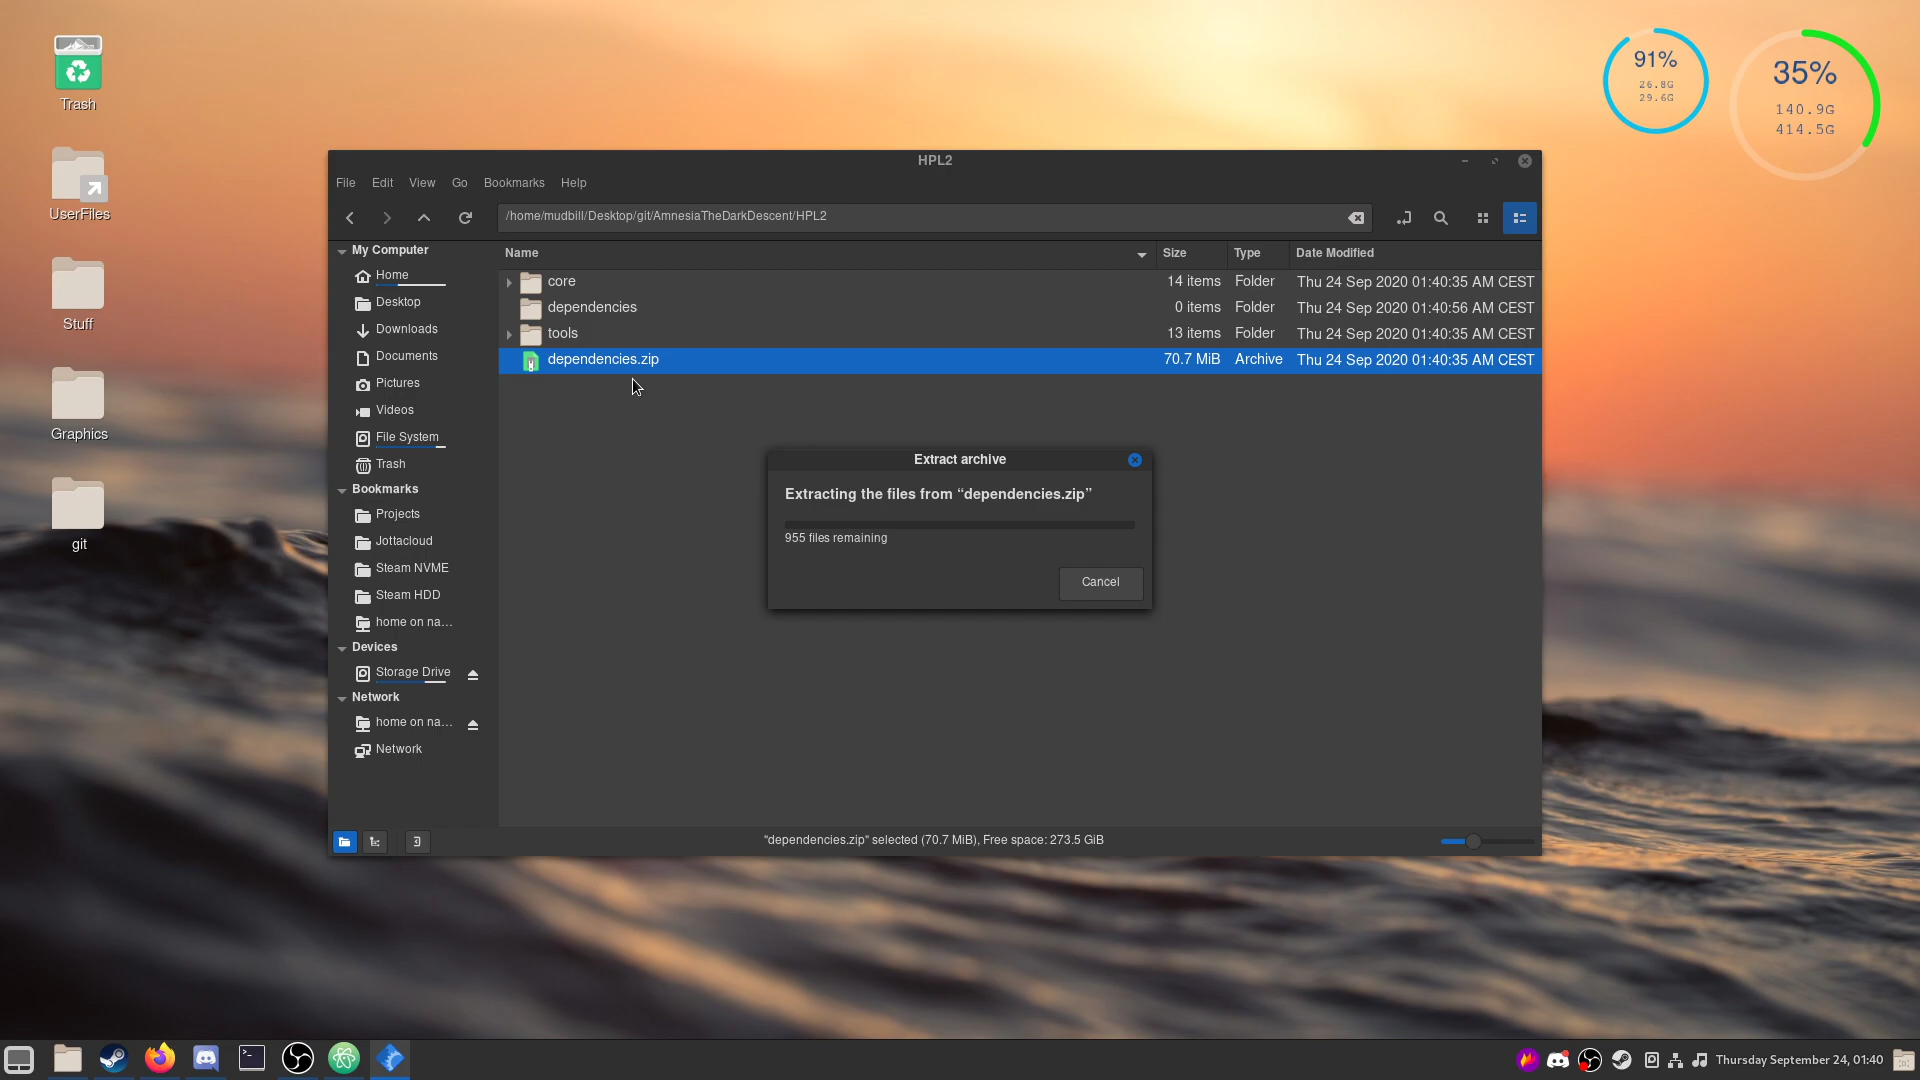 Trash
UserFiles
Stuff
Graphics
git
91%
26.8G
29.6G
35%
140.9G
414.5G
HPL2
File Edit View Go Bookmarks Help
/home/mudbill/Desktop/git/AmnesiaTheDarkDescent/HPL2
My Computer
Home
Desktop
Downloads
Documents
Pictures
Videos
File System
Trash
Bookmarks
Projects
Jottacloud
Steam NVME
Steam HDD
home on na...
Devices
Storage Drive
Network
home on na...
Network
Name Size Type Date Modified
core 14 items Folder Thu 24 Sep 2020 01:40:35 AM CEST
dependencies 0 items Folder Thu 24 Sep 2020 01:40:56 AM CEST
tools 13 items Folder Thu 24 Sep 2020 01:40:35 AM CEST
dependencies.zip 70.7 MiB Archive Thu 24 Sep 2020 01:40:35 AM CEST
Extract archive
Extracting the files from “dependencies.zip”
955 files remaining
Cancel
"dependencies.zip" selected (70.7 MiB), Free space: 273.5 GiB
Thursday September 24, 01:40